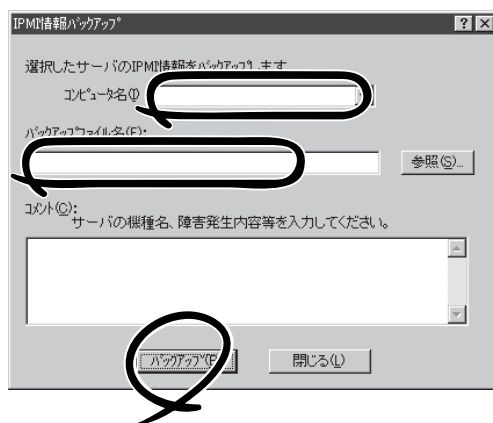 IPMI情報バックアップ
選択したサーバのIPMI情報をバックアップします
コンピュータ名(I)
バックアップファイル名(F):
参照(S)...
コメント(C):
サーバの機種名、障害発生内容等を入力してください。
バックアップ(P)
閉じる(L)